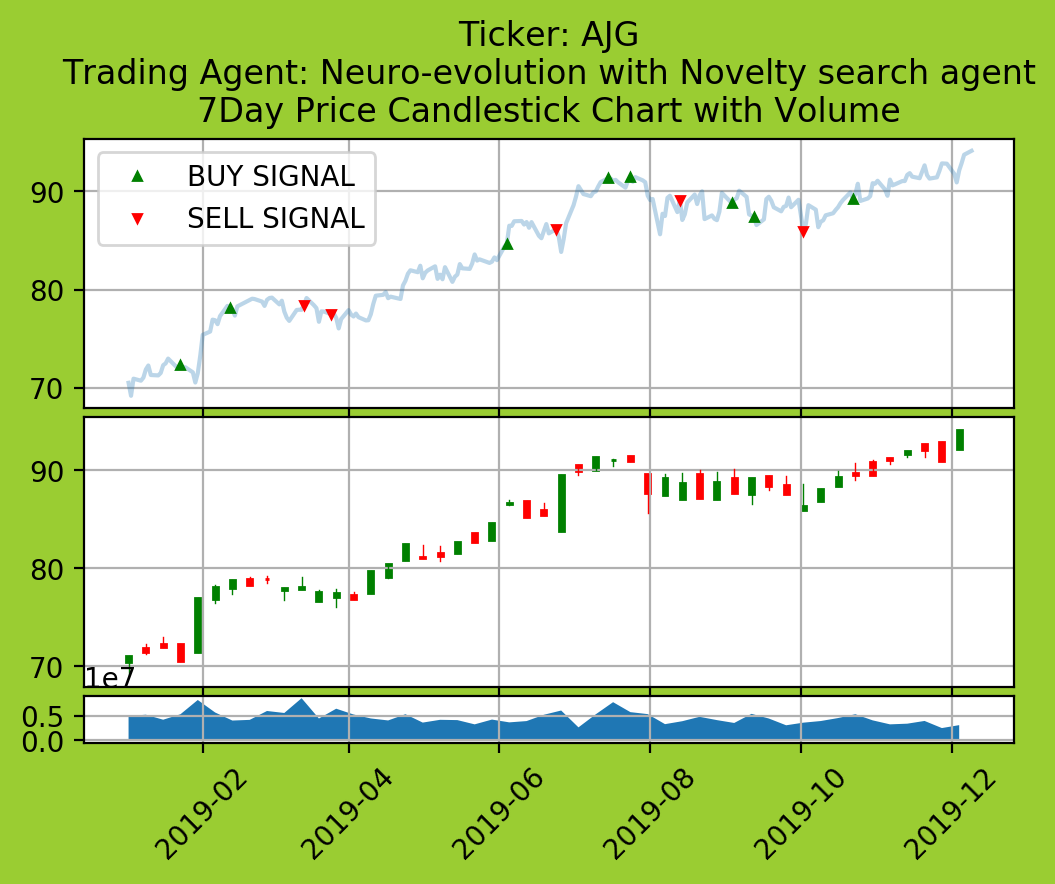 Ticker: AJG
Trading Agent: Neuro-evolution with Novelty search agent
7Day Price Candlestick Chart with Volume
BUY SIGNAL
SELL SIGNAL
90
80
70
90
80
70
1e7
0.5
0.0
2019-02
2019-04
2019-06
2019-08
2019-10
2019-12